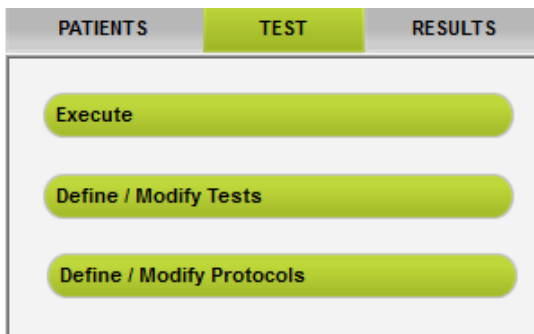 PATIENTS TEST RESULTS
Execute
Define / Modify Tests
Define / Modify Protocols